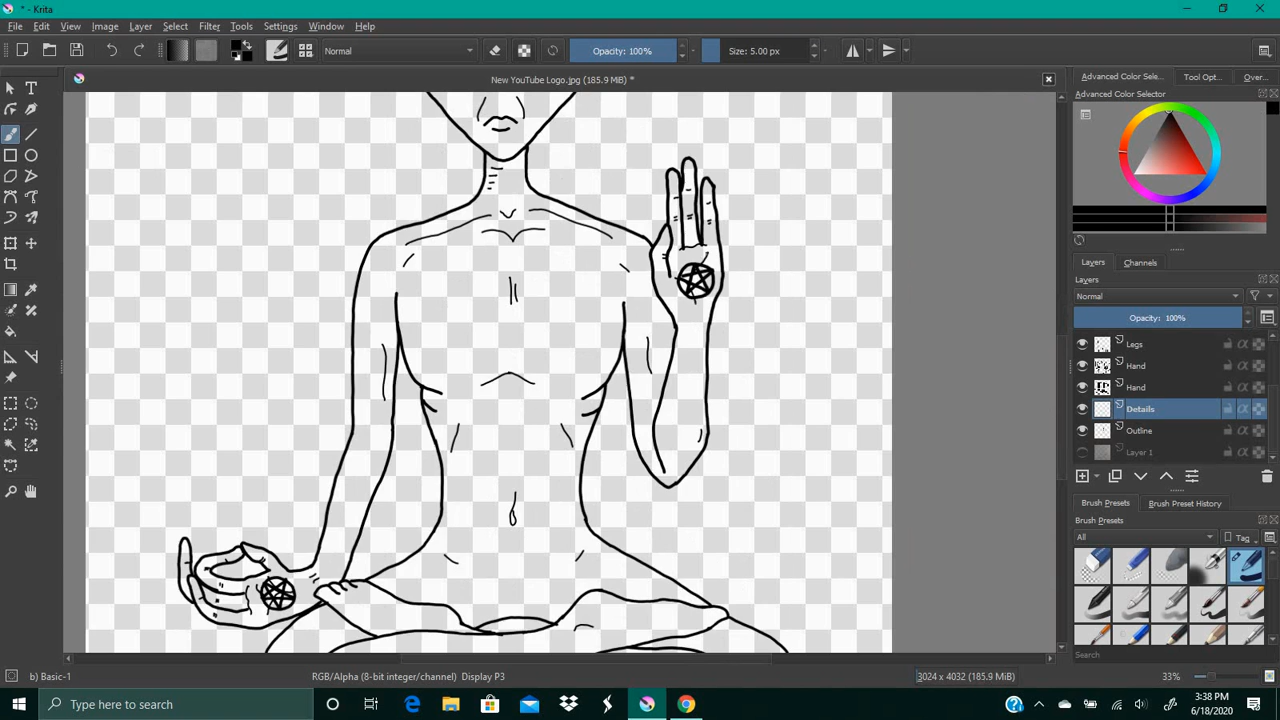 * - Krita
File Edit View Image Layer Select Filter Tools Settings Window Help
Normal Opacity: 100% Size: 5.00 px
New YouTube Logo.jpg (185.9 MiB) *
Advanced Color Selec... Tool Opt... Over...
Advanced Color Selector
Layers Channels
Layers
Normal
Opacity: 100%
Legs
Hand
Hand
Details
Outline
Layer 1
Brush Presets Brush Preset History
Brush Presets
All Tag
Search
b) Basic-1 RGB/Alpha (8-bit integer/channel) Display P3 3024 x 4032 (185.9 MiB) 33%
Type here to search
3:38 PM
6/18/2020